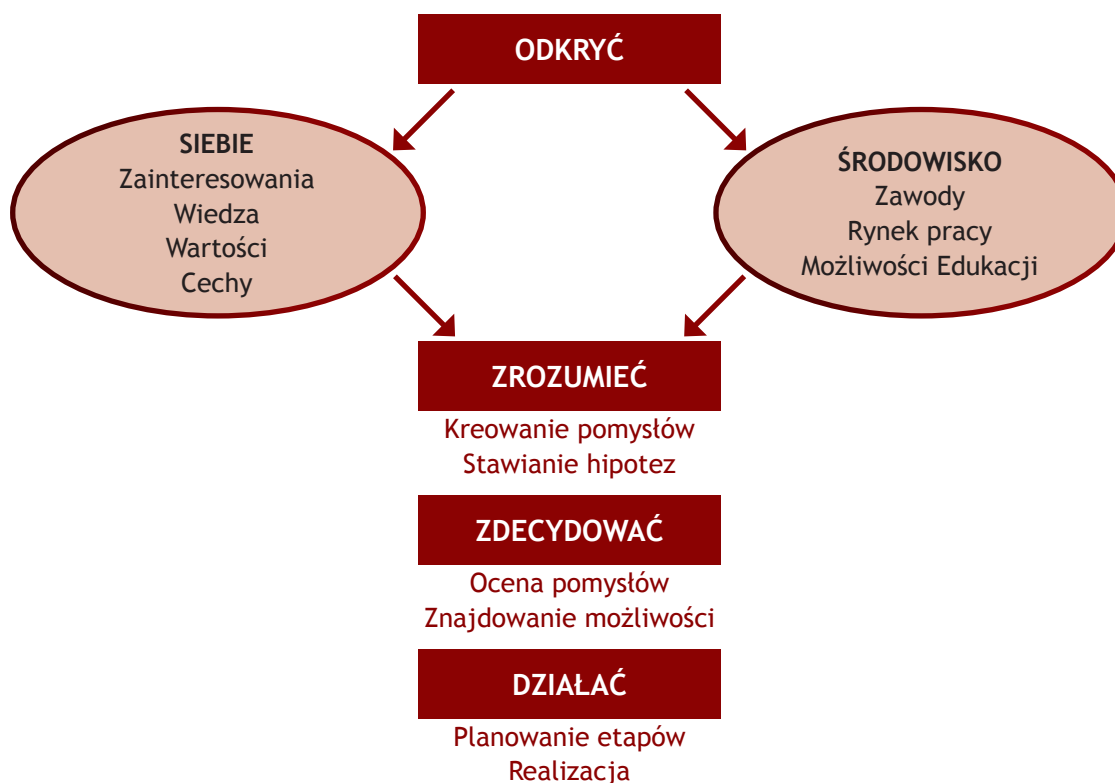 ODKRYĆ
SIEBIE
Zainteresowania
Wiedza
Wartości
Cechy
ŚRODOWISKO
Zawody
Rynek pracy
Możliwości Edukacji
ZROZUMIEĆ
Kreowanie pomysłów
Stawianie hipotez
ZDECYDOWAĆ
Ocena pomysłów
Znajdowanie możliwości
DZIAŁAĆ
Planowanie etapów
Realizacja